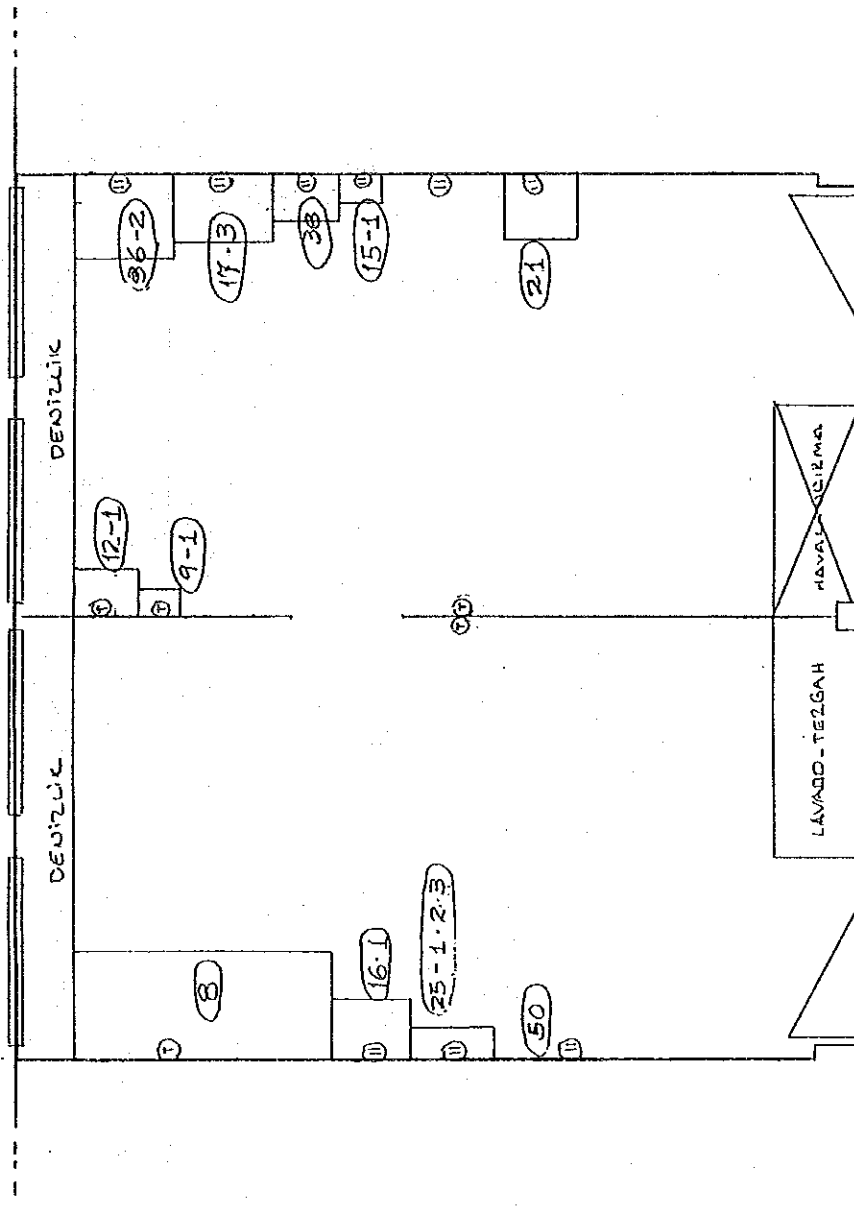 DENİZLİK
DENİZLİK
36-2
17-3
38
15-1
21
12-1
9-1
8
16-1
25-1-2-3
50
LAVABO-TEZGAH
T
T
T
T
T